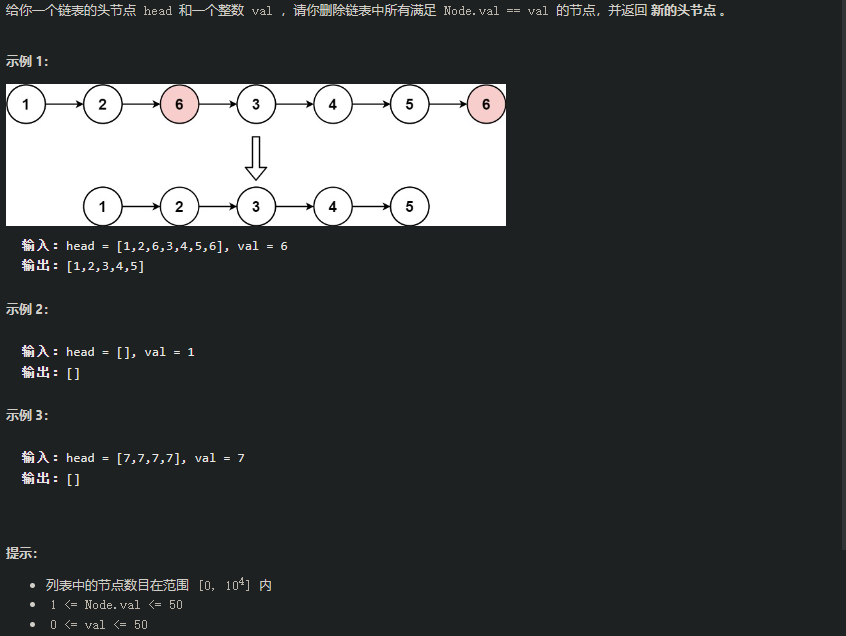 给你一个链表的头节点 head 和一个整数 val ，请你删除链表中所有满足 Node.val == val 的节点，并返回 新的头节点 。
示例 1：
1 2 6 3 4 5 6
1 2 3 4 5
输入：head = [1,2,6,3,4,5,6], val = 6
输出：[1,2,3,4,5]
示例 2：
输入：head = [], val = 1
输出：[]
示例 3：
输入：head = [7,7,7,7], val = 7
输出：[]
提示：
• 列表中的节点数目在范围 [0, 10⁴] 内
• 1 <= Node.val <= 50
• 0 <= val <= 50